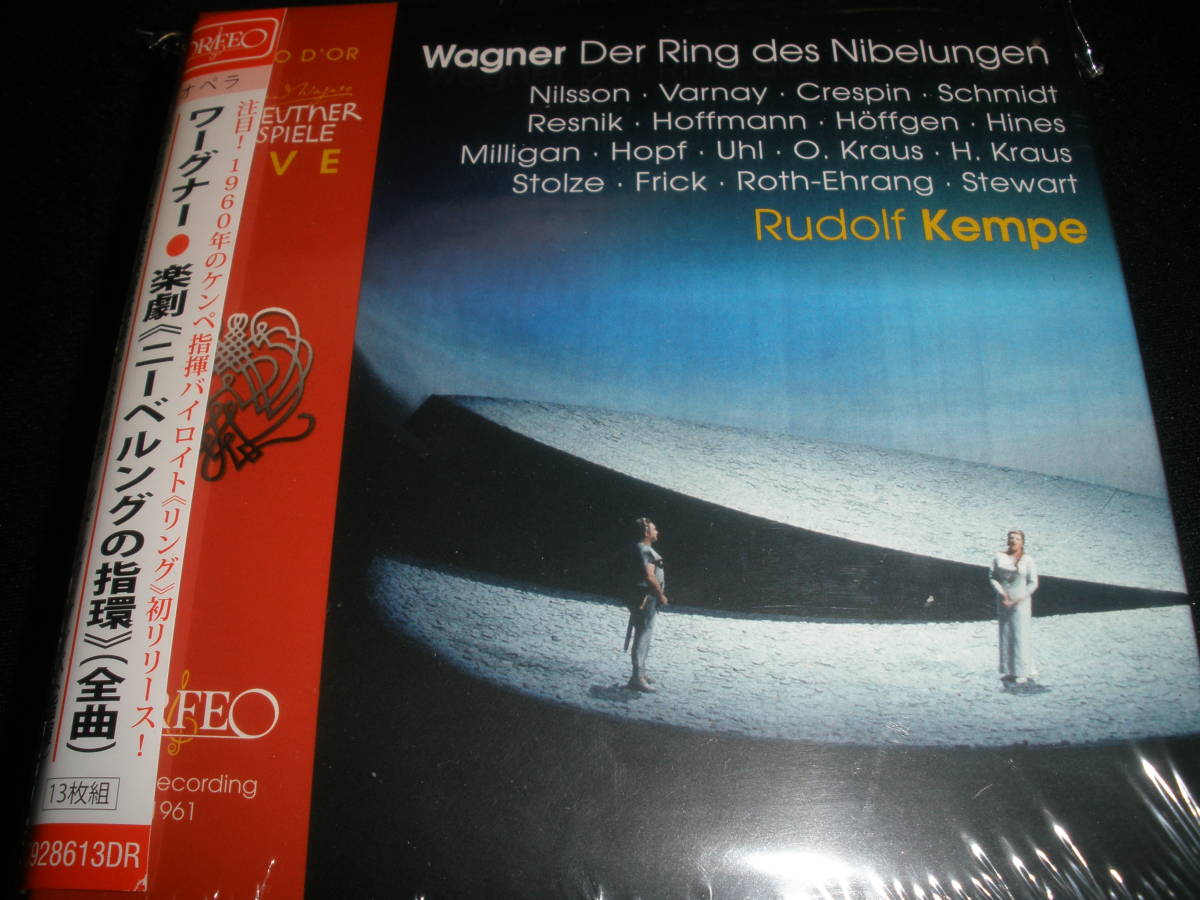 ORFEO
オペラ
ワーグナー●楽劇《ニーベルングの指環》(全曲)
注目!1960年のケンペ指揮バイロイト《リング》初リリース!
13枚組
928613DR
O D'OR
EUTHER
SPIELE
VE
RFEO
ecording
1961
Wagner Der Ring des Nibelungen
Nilsson · Varnay · Crespin · Schmidt
Resnik · Hoffmann · Höffgen · Hines
Milligan · Hopf · Uhl · O. Kraus · H. Kraus
Stolze · Frick · Roth-Ehrang · Stewart
Rudolf Kempe